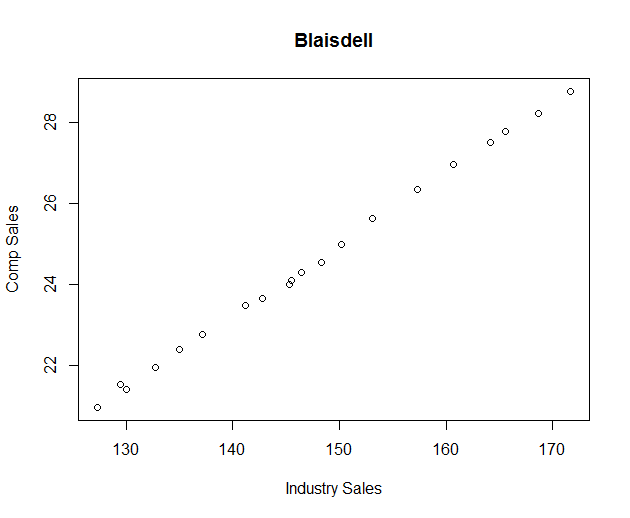 Blaisdell
Comp Sales
28
26
24
22
130 140 150 160 170
Industry Sales